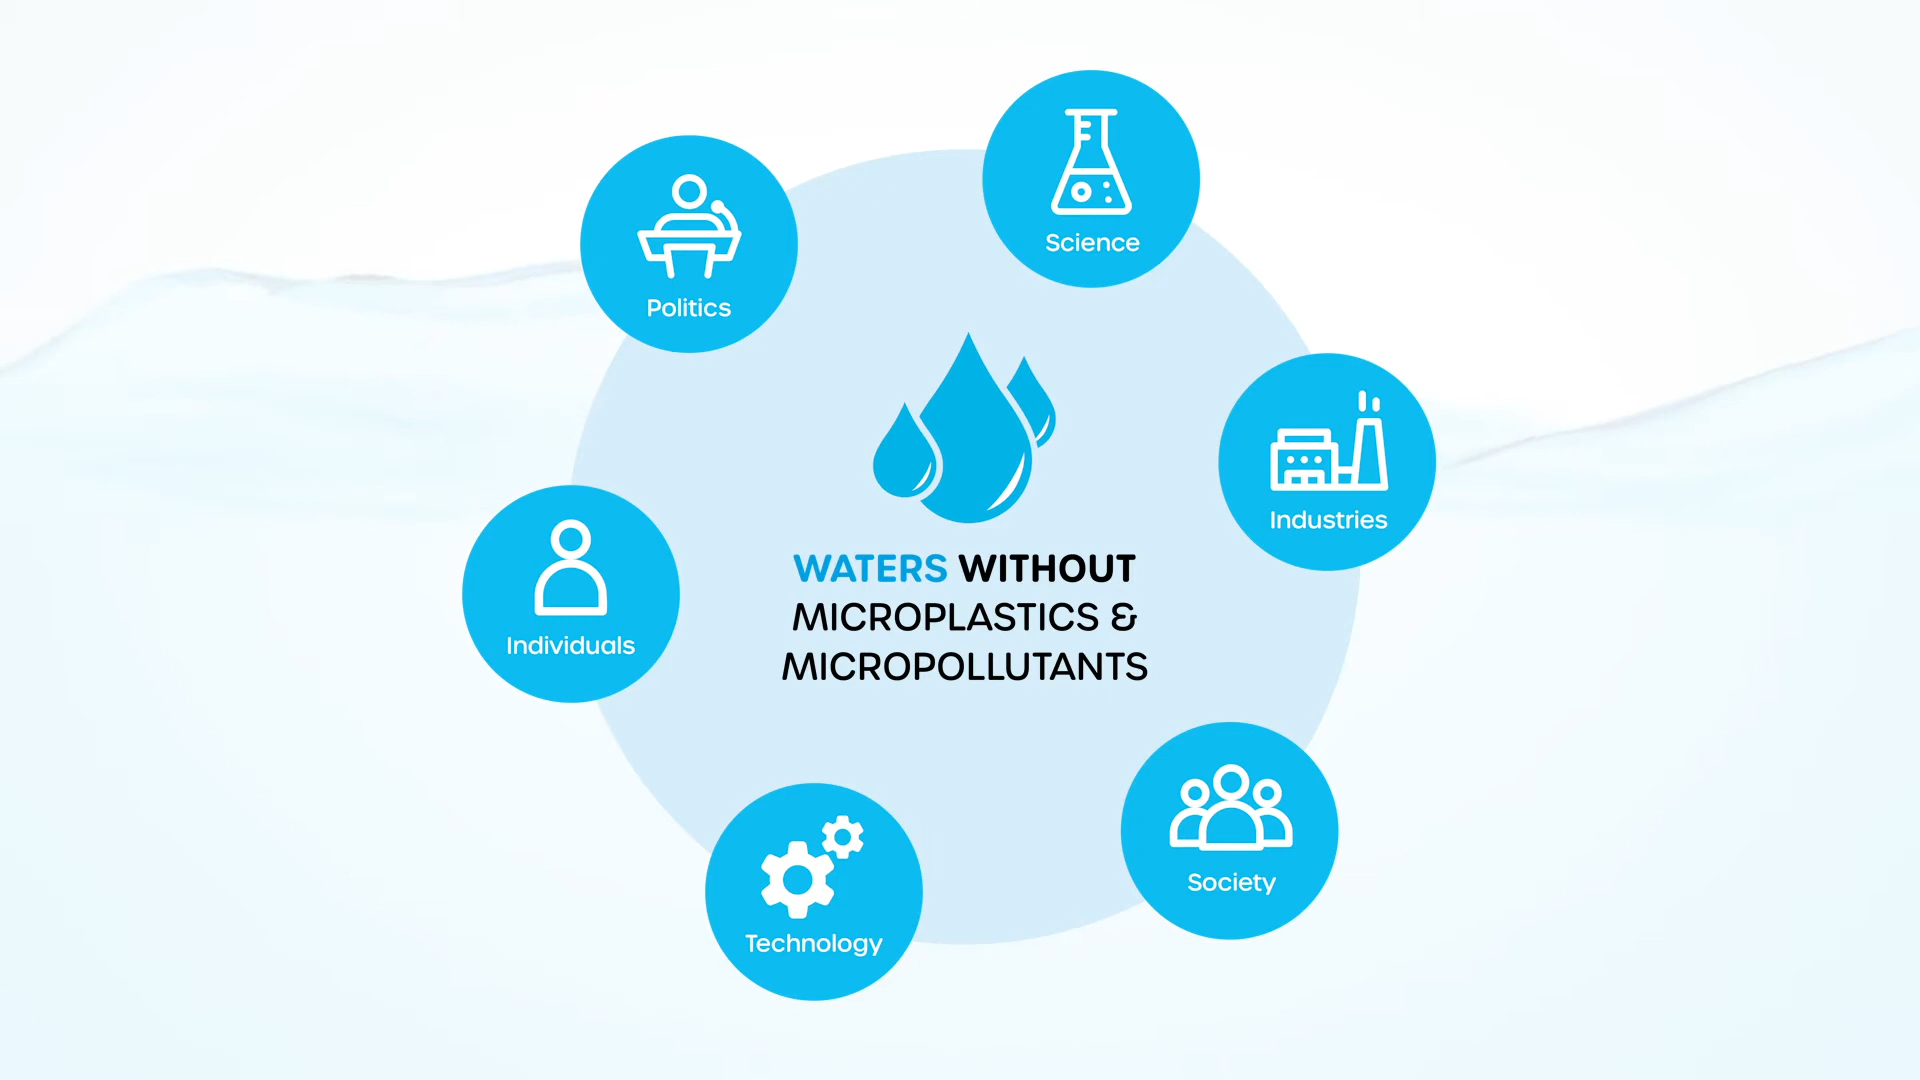 Science
Politics
Industries
WATERS WITHOUT
MICROPLASTICS &
MICROPOLLUTANTS
Individuals
Society
Technology